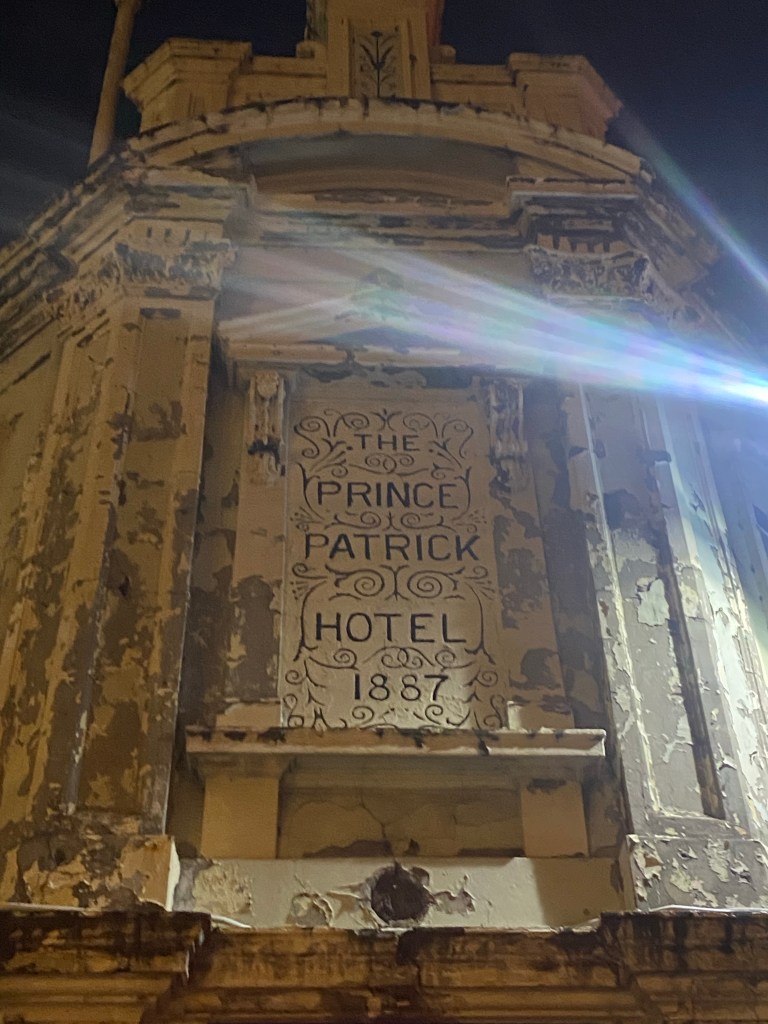 THE
PRINCE
PATRICK
HOTEL
1887